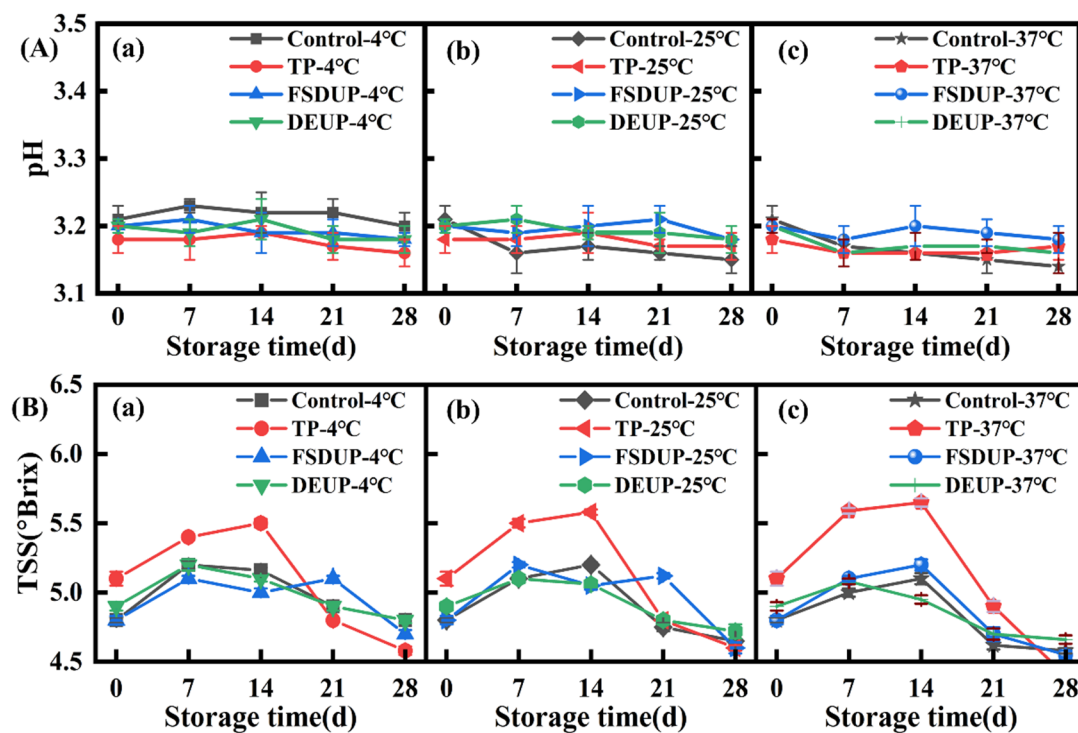 (A)
pH
3.5
3.4
3.3
3.2
3.1
(a)
Control-4°C
TP-4°C
FSDUP-4°C
DEUP-4°C
0 7 14 21 28
Storage time(d)
(b)
Control-25°C
TP-25°C
FSDUP-25°C
DEUP-25°C
0 7 14 21 28
Storage time(d)
(c)
Control-37°C
TP-37°C
FSDUP-37°C
DEUP-37°C
0 7 14 21 28
Storage time(d)
(B)
TSS(°Brix)
6.5
6.0
5.5
5.0
4.5
(a)
Control-4°C
TP-4°C
FSDUP-4°C
DEUP-4°C
0 7 14 21 28
Storage time(d)
(b)
Control-25°C
TP-25°C
FSDUP-25°C
DEUP-25°C
0 7 14 21 28
Storage time(d)
(c)
Control-37°C
TP-37°C
FSDUP-37°C
DEUP-37°C
0 7 14 21 28
Storage time(d)